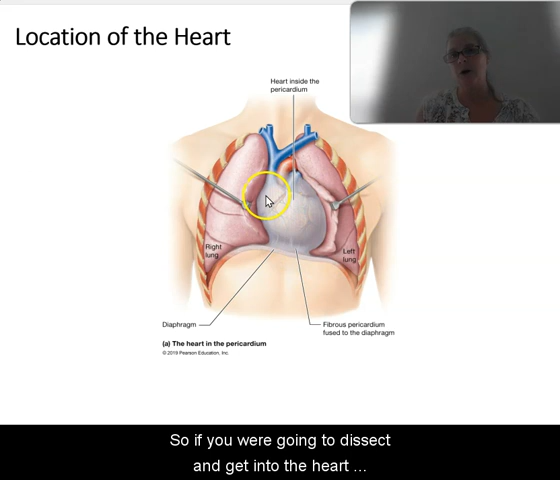 Location of the Heart
Heart inside the
pericardium
Right
lung
Left
lung
Diaphragm
Fibrous pericardium
fused to the diaphragm
(a) The heart in the pericardium
© 2019 Pearson Education, Inc.
So if you were going to dissect
and get into the heart ...